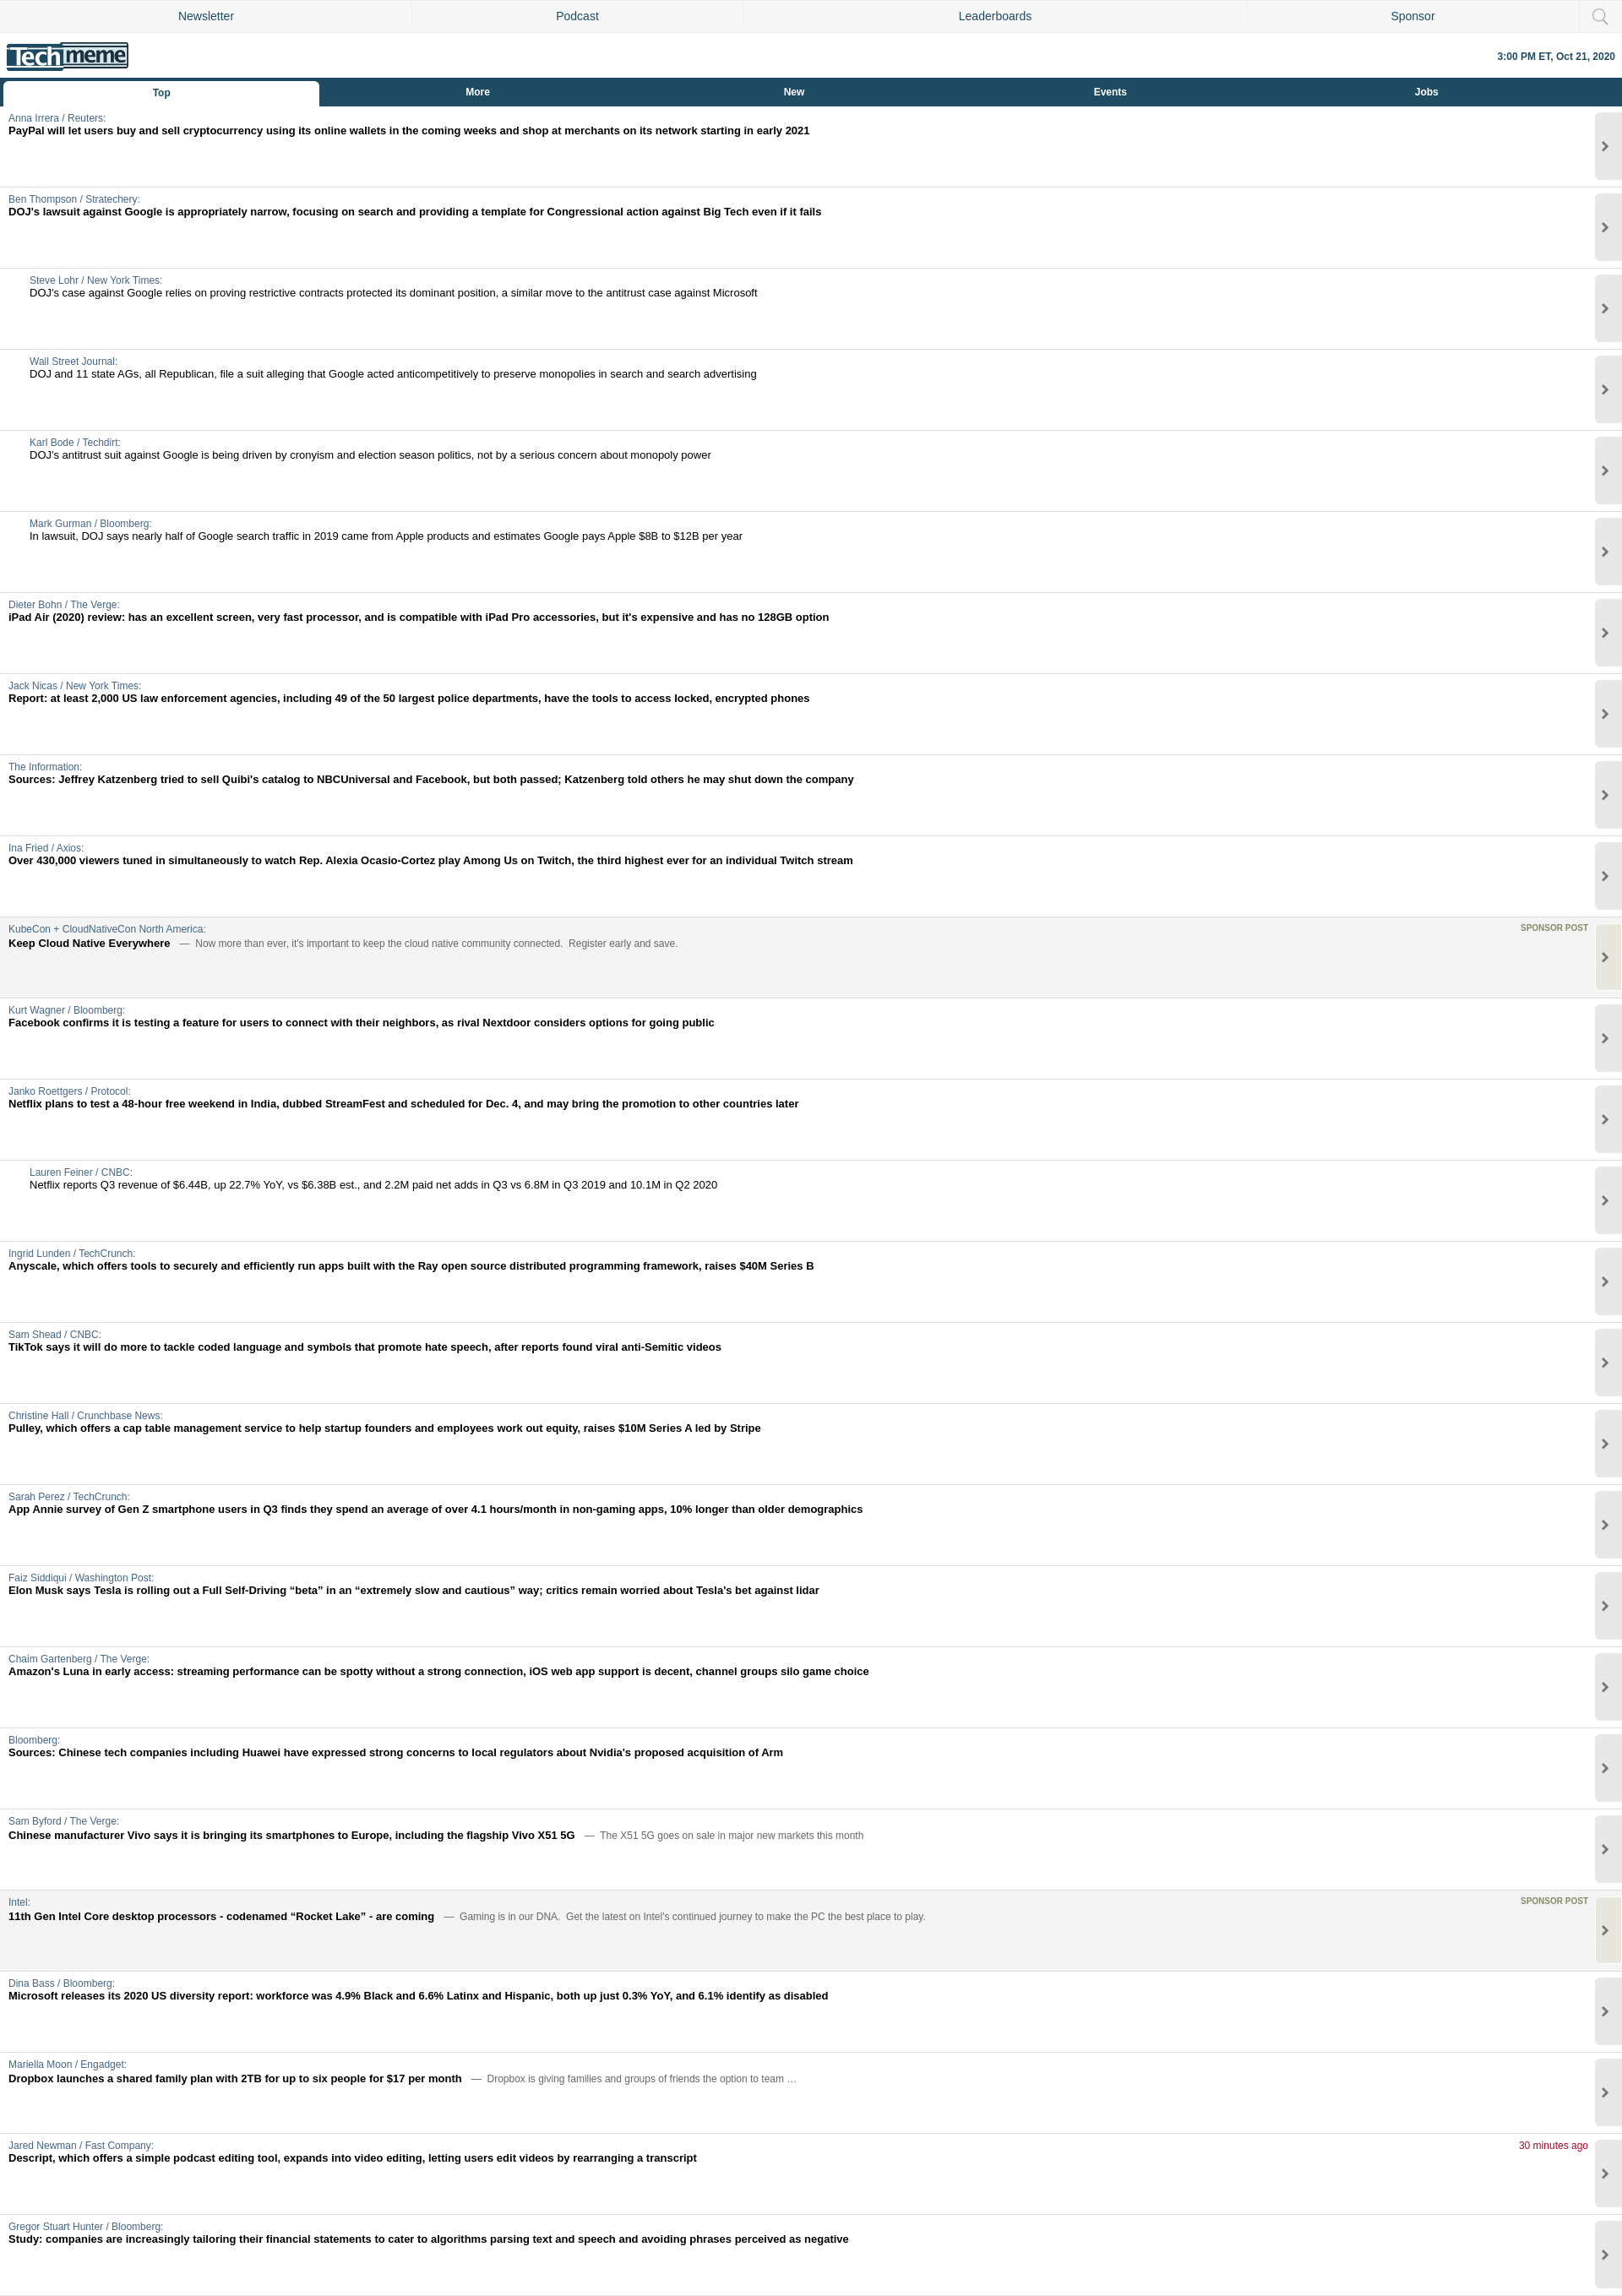 Newsletter
Podcast
Leaderboards
Sponsor
Techmeme
3:00 PM ET, Oct 21, 2020
Top
More
New
Events
Jobs
Anna Irrera / Reuters:
PayPal will let users buy and sell cryptocurrency using its online wallets in the coming weeks and shop at merchants on its network starting in early 2021
Ben Thompson / Stratechery:
DOJ's lawsuit against Google is appropriately narrow, focusing on search and providing a template for Congressional action against Big Tech even if it fails
Steve Lohr / New York Times:
DOJ's case against Google relies on proving restrictive contracts protected its dominant position, a similar move to the antitrust case against Microsoft
Wall Street Journal:
DOJ and 11 state AGs, all Republican, file a suit alleging that Google acted anticompetitively to preserve monopolies in search and search advertising
Karl Bode / Techdirt:
DOJ's antitrust suit against Google is being driven by cronyism and election season politics, not by a serious concern about monopoly power
Mark Gurman / Bloomberg:
In lawsuit, DOJ says nearly half of Google search traffic in 2019 came from Apple products and estimates Google pays Apple $8B to $12B per year
Dieter Bohn / The Verge:
iPad Air (2020) review: has an excellent screen, very fast processor, and is compatible with iPad Pro accessories, but it's expensive and has no 128GB option
Jack Nicas / New York Times:
Report: at least 2,000 US law enforcement agencies, including 49 of the 50 largest police departments, have the tools to access locked, encrypted phones
The Information:
Sources: Jeffrey Katzenberg tried to sell Quibi's catalog to NBCUniversal and Facebook, but both passed; Katzenberg told others he may shut down the company
Ina Fried / Axios:
Over 430,000 viewers tuned in simultaneously to watch Rep. Alexia Ocasio-Cortez play Among Us on Twitch, the third highest ever for an individual Twitch stream
KubeCon + CloudNativeCon North America:
SPONSOR POST
Keep Cloud Native Everywhere — Now more than ever, it's important to keep the cloud native community connected. Register early and save.
Kurt Wagner / Bloomberg:
Facebook confirms it is testing a feature for users to connect with their neighbors, as rival Nextdoor considers options for going public
Janko Roettgers / Protocol:
Netflix plans to test a 48-hour free weekend in India, dubbed StreamFest and scheduled for Dec. 4, and may bring the promotion to other countries later
Lauren Feiner / CNBC:
Netflix reports Q3 revenue of $6.44B, up 22.7% YoY, vs $6.38B est., and 2.2M paid net adds in Q3 vs 6.8M in Q3 2019 and 10.1M in Q2 2020
Ingrid Lunden / TechCrunch:
Anyscale, which offers tools to securely and efficiently run apps built with the Ray open source distributed programming framework, raises $40M Series B
Sam Shead / CNBC:
TikTok says it will do more to tackle coded language and symbols that promote hate speech, after reports found viral anti-Semitic videos
Christine Hall / Crunchbase News:
Pulley, which offers a cap table management service to help startup founders and employees work out equity, raises $10M Series A led by Stripe
Sarah Perez / TechCrunch:
App Annie survey of Gen Z smartphone users in Q3 finds they spend an average of over 4.1 hours/month in non-gaming apps, 10% longer than older demographics
Faiz Siddiqui / Washington Post:
Elon Musk says Tesla is rolling out a Full Self-Driving “beta” in an “extremely slow and cautious” way; critics remain worried about Tesla's bet against lidar
Chaim Gartenberg / The Verge:
Amazon's Luna in early access: streaming performance can be spotty without a strong connection, iOS web app support is decent, channel groups silo game choice
Bloomberg:
Sources: Chinese tech companies including Huawei have expressed strong concerns to local regulators about Nvidia's proposed acquisition of Arm
Sam Byford / The Verge:
Chinese manufacturer Vivo says it is bringing its smartphones to Europe, including the flagship Vivo X51 5G — The X51 5G goes on sale in major new markets this month
Intel:
SPONSOR POST
11th Gen Intel Core desktop processors - codenamed “Rocket Lake” - are coming — Gaming is in our DNA. Get the latest on Intel's continued journey to make the PC the best place to play.
Dina Bass / Bloomberg:
Microsoft releases its 2020 US diversity report: workforce was 4.9% Black and 6.6% Latinx and Hispanic, both up just 0.3% YoY, and 6.1% identify as disabled
Mariella Moon / Engadget:
Dropbox launches a shared family plan with 2TB for up to six people for $17 per month — Dropbox is giving families and groups of friends the option to team …
Jared Newman / Fast Company:
30 minutes ago
Descript, which offers a simple podcast editing tool, expands into video editing, letting users edit videos by rearranging a transcript
Gregor Stuart Hunter / Bloomberg:
Study: companies are increasingly tailoring their financial statements to cater to algorithms parsing text and speech and avoiding phrases perceived as negative